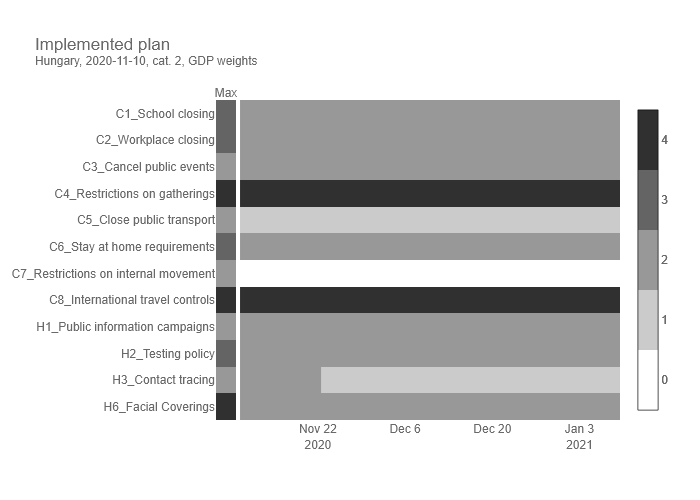 Implemented plan
Hungary, 2020-11-10, cat. 2, GDP weights
Max
C1_School closing
C2_Workplace closing
C3_Cancel public events
C4_Restrictions on gatherings
C5_Close public transport
C6_Stay at home requirements
C7_Restrictions on internal movement
C8_International travel controls
H1_Public information campaigns
H2_Testing policy
H3_Contact tracing
H6_Facial Coverings
4
3
2
1
0
Nov 22 Dec 6 Dec 20 Jan 3
2020 2021